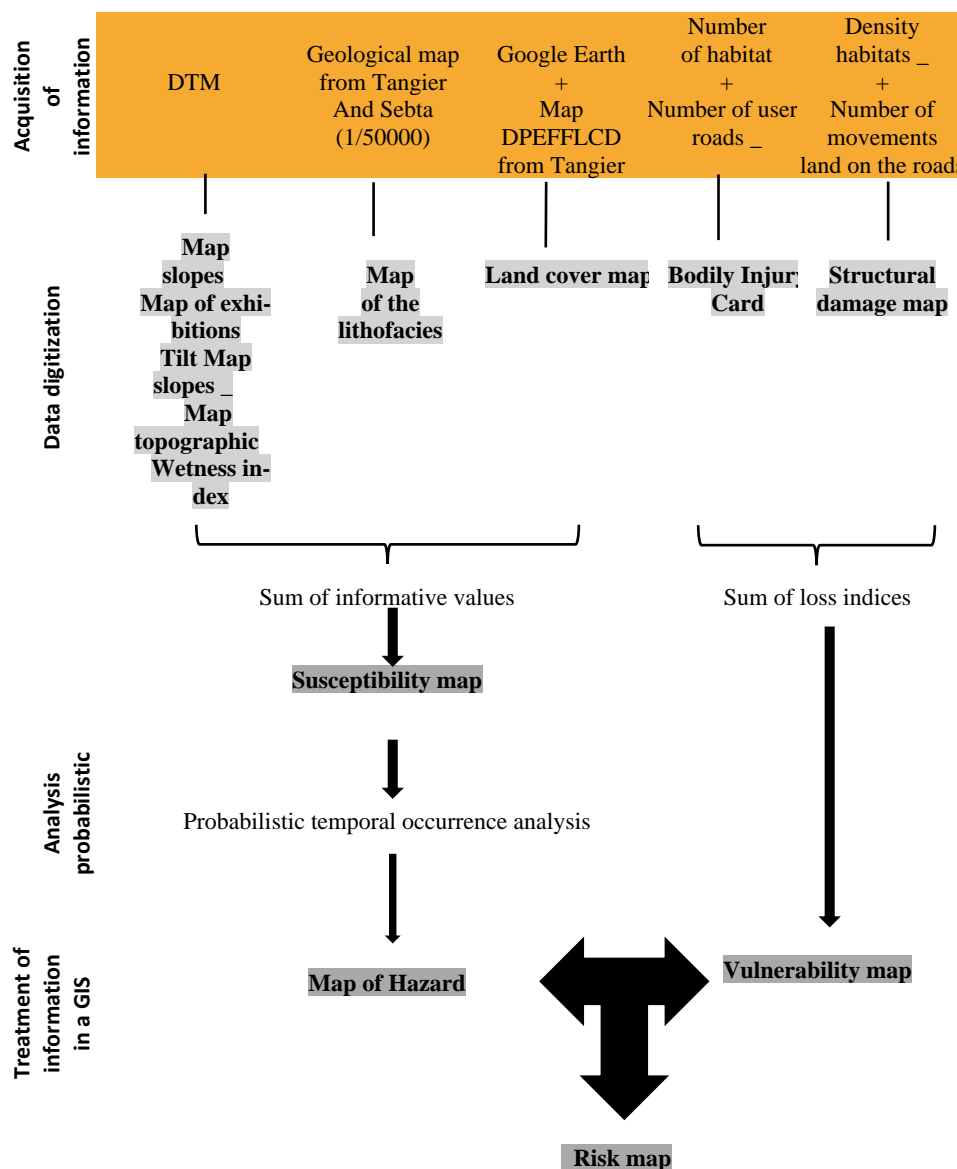 Acquisition
of
information
DTM
Geological map
from Tangier
And Sebta
(1/50000)
Google Earth
+
Map
DPEFFLCD
from Tangier
Number
of habitat
+
Number of user
roads _
Density
habitats _
+
Number of
movements
land on the roads
Data digitization
Map
slopes
Map of exhi-
bitions
Tilt Map
slopes _
Map
topographic
Wetness in-
dex
Map
of the
lithofacies
Land cover map
Bodily Injury
Card
Structural
damage map
Sum of informative values
Sum of loss indices
Susceptibility map
Analysis
probabilistic
Probabilistic temporal occurrence analysis
Treatment of
information
in a GIS
Map of Hazard
Vulnerability map
Risk map